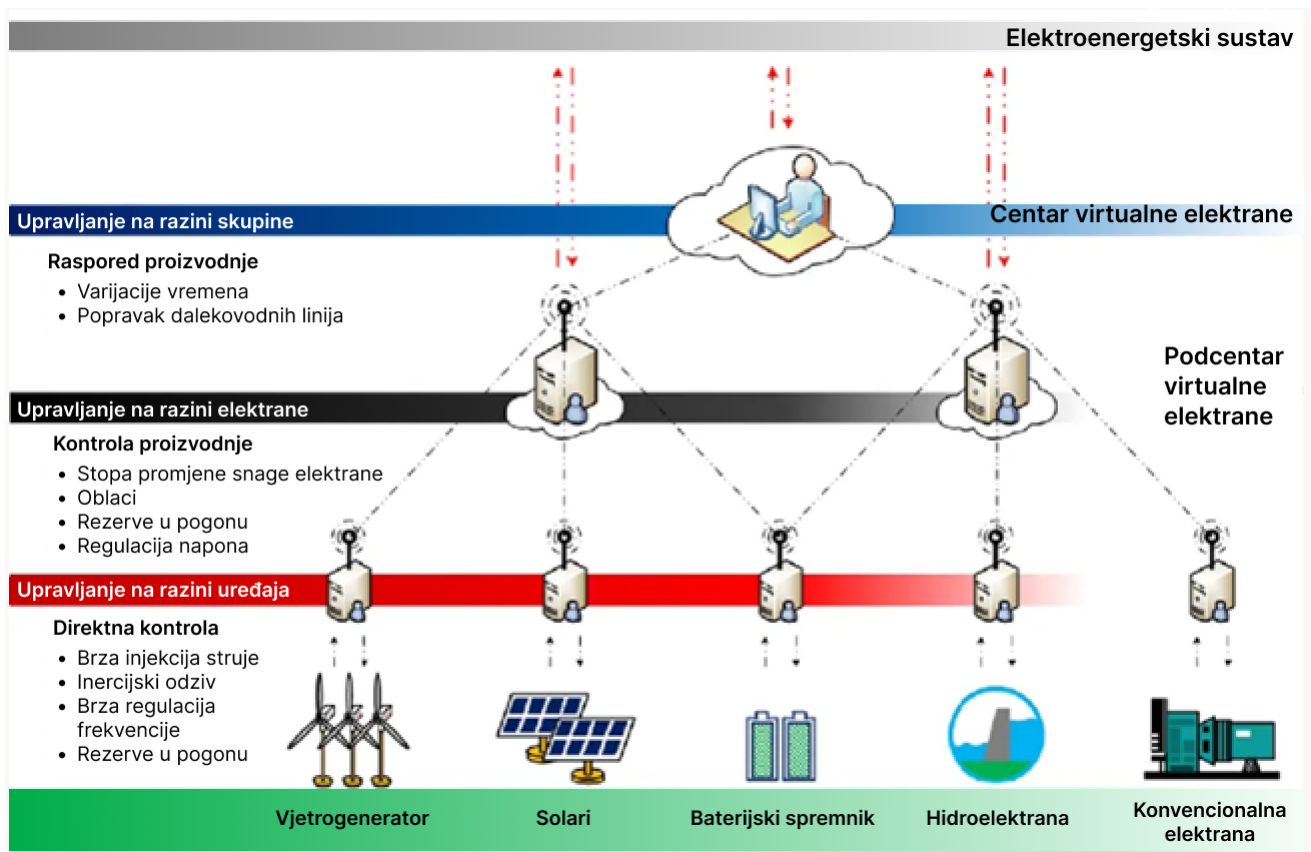 Elektroenergetski sustav
Upravljanje na razini skupine
Centar virtualne elektrane
Raspored proizvodnje
• Varijacije vremena
• Popravak dalekovodnih linija
Podcentar
virtualne
elektrane
Upravljanje na razini elektrane
Kontrola proizvodnje
• Stopa promjene snage elektrane
• Oblaci
• Rezerve u pogonu
• Regulacija napona
Upravljanje na razini uređaja
Direktna kontrola
• Brza injekcija struje
• Inercijski odziv
• Brza regulacija
frekvencije
• Rezerve u pogonu
Vjetrogenerator
Solari
Baterijski spremnik
Hidroelektrana
Konvencionalna
elektrana